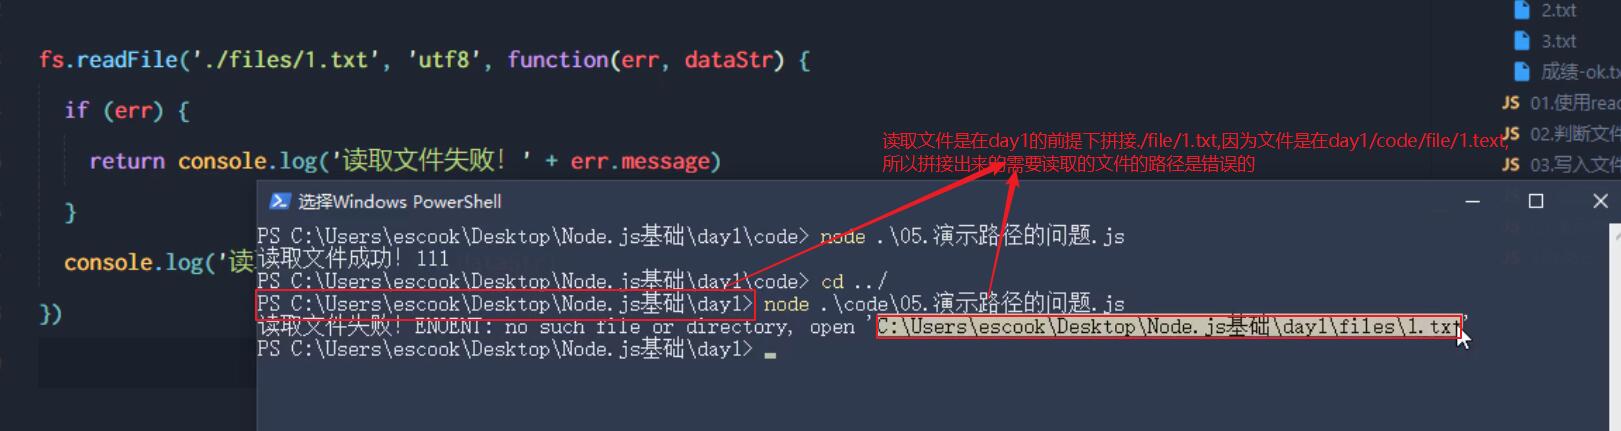 2.txt
fs.readFile('./files/1.txt', 'utf8', function(err, dataStr) {
3.txt
成绩-ok.tx
if (err) {
JS 01.使用read
读取文件是在day1的前提下拼接./file/1.txt,因为文件是在day1/code/file/1.text,
所以拼接出来的需要读取的文件的路径是错误的
JS 02.判断文件
return console.log('读取文件失败！' + err.message)
JS 03.写入文件
选择Windows PowerShell
}
PS C:\Users\escook\Desktop\Node.js基础\day1\code> node .\05.演示路径的问题.js
console.log('读
读取文件成功！111
PS C:\Users\escook\Desktop\Node.js基础\day1\code> cd ../
PS C:\Users\escook\Desktop\Node.js基础\day1> node .\code\05.演示路径的问题.js
})
读取文件失败！ENOENT: no such file or directory, open 'C:\Users\escook\Desktop\Node.js基础\day1\files\1.txt'
PS C:\Users\escook\Desktop\Node.js基础\day1>